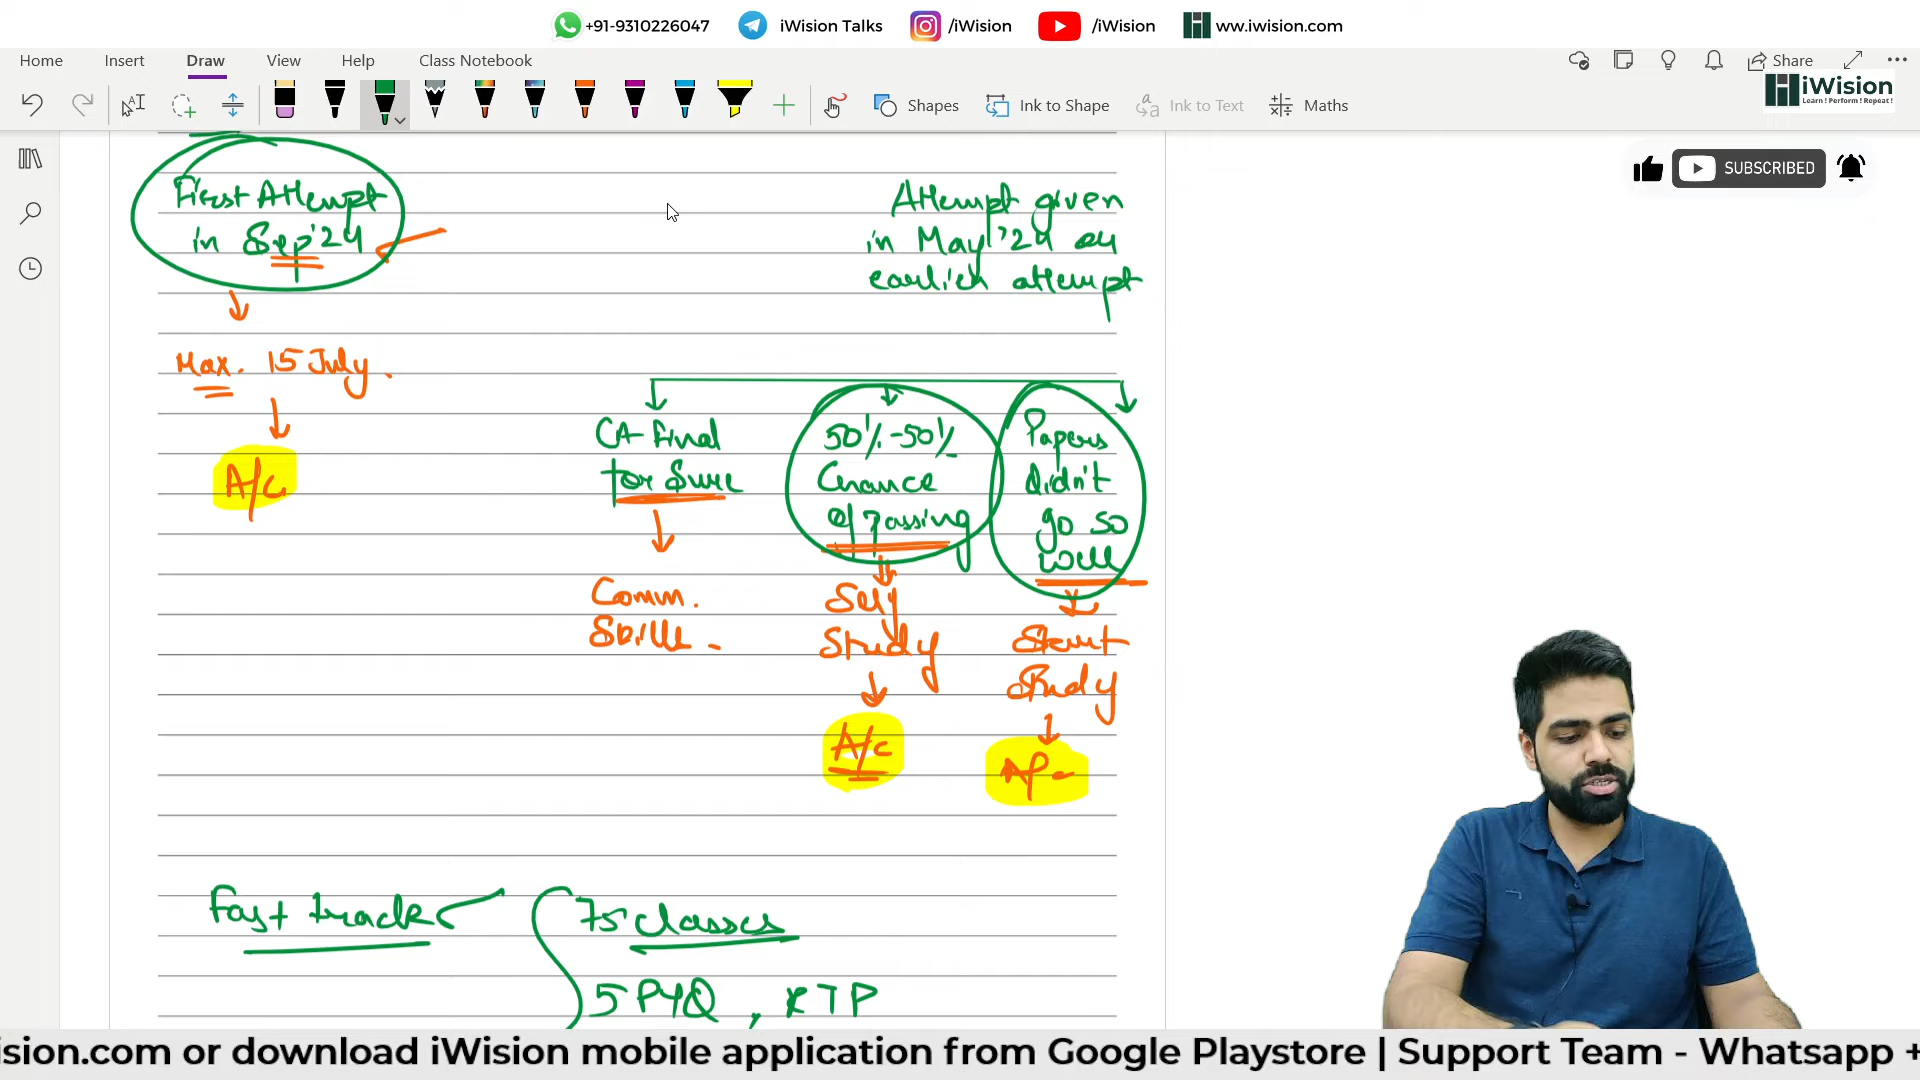 +91-9310226047 iWision Talks /iWision /iWision ww.iwision.com
Home Insert Draw View Help Class Notebook Share
Shapes Ink to Shape Ink to Text Maths
iWision
Learn ! Perform ! Repeat !
SUBSCRIBED
First Attempt
in Sep'24
Max. 15 July.
A/c
Attempt given
in May'24 or
earlier attempt
CA Final
for Sure
Comm.
Skills.
50%-50%
Chance
of Passing
Self
Study
A/c
Papers
didn't
go so
well
Start
Study
Fast track
75 classes
5 PYQ, RTP
ision.com or download iWision mobile application from Google Playstore | Support Team - Whatsapp +